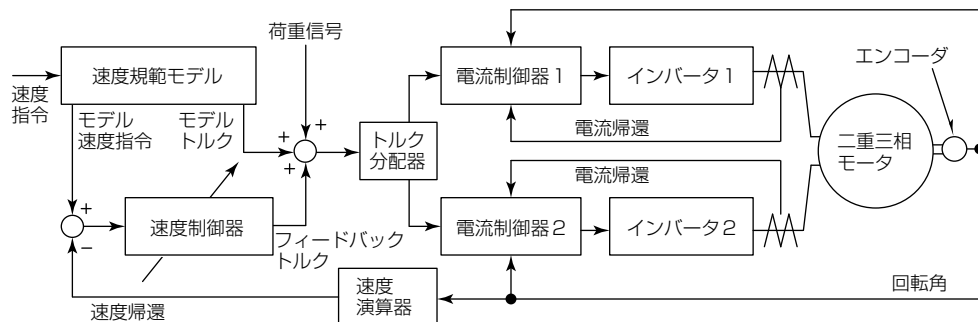 荷重信号
速度規範モデル
速度
指令
モデル
速度指令
モデル
トルク
+
+
+
トルク
分配器
電流制御器1
インバータ1
エンコーダ
電流帰還
二重三相
モータ
電流帰還
+
−
速度制御器
フィードバック
トルク
電流制御器2
インバータ2
速度帰還
速度
演算器
回転角